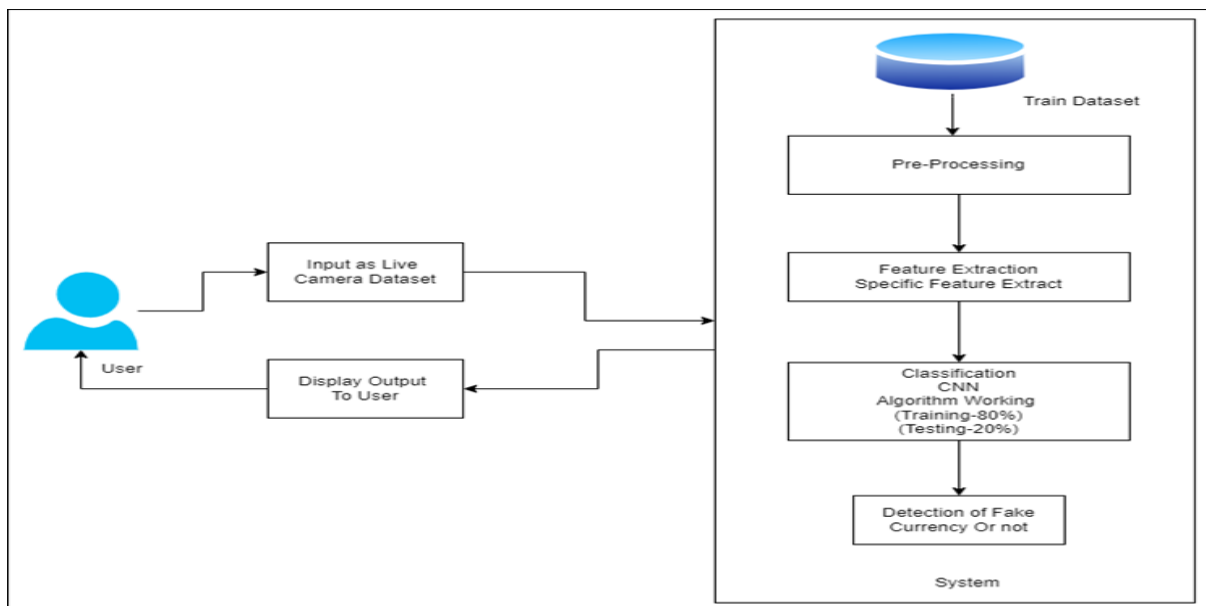 Train Dataset
Pre-Processing
Input as Live
Camera Dataset
Feature Extraction
Specific Feature Extract
User
Display Output
To User
Classification
CNN
Algorithm Working
(Training-80%)
(Testing-20%)
Detection of Fake
Currency Or not
System